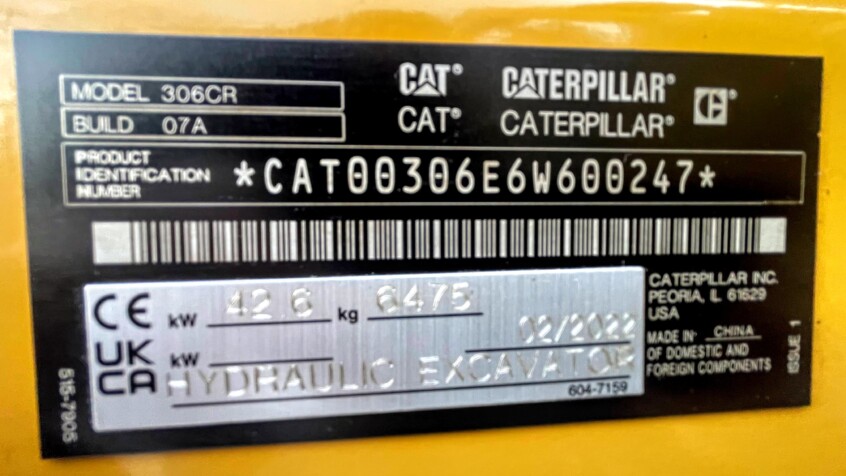 MODEL 306CR
BUILD 07A
CAT® CATERPILLAR®
CAT® CATERPILLAR®
C®
PRODUCT
IDENTIFICATION
NUMBER
*CAT00306E6W600247*
CE
kW 42 6 kg 6475
02/2022
UK
CA
kW
HYDRAULIC EXCAVATOR
604-7159
CATERPILLAR INC.
PEORIA, IL 61629
USA
MADE IN CHINA
OF DOMESTIC AND
FOREIGN COMPONENTS
ISSUE 1
515-7905